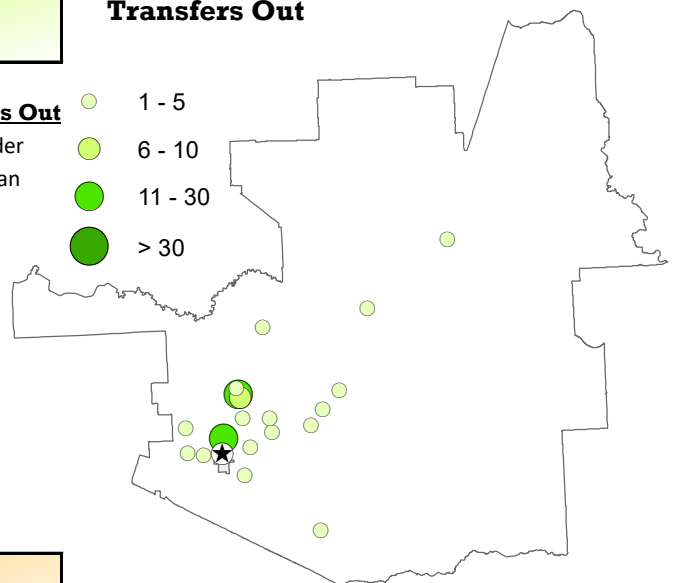 Transfers Out
s Out
der
an
1 - 5
6 - 10
11 - 30
> 30